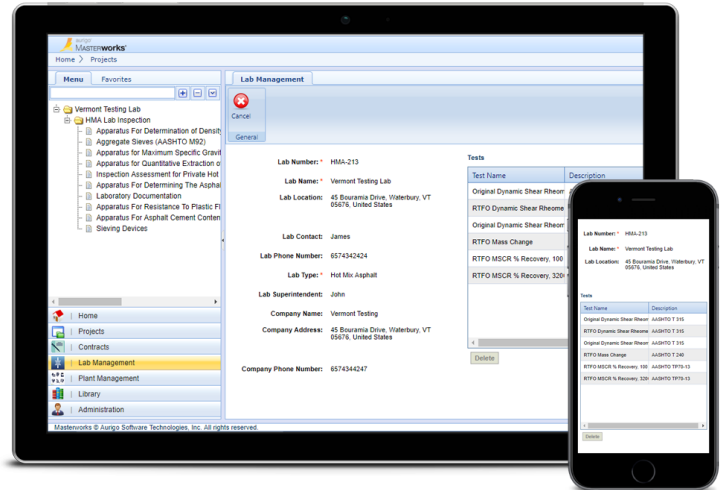 aurigo
MASTERworks
Home > Projects
Menu Favorites
Lab Management
Vermont Testing Lab
HMA Lab Inspection
Apparatus For Determination of Density
Aggregate Sieves (AASHTO M92)
Apparatus for Maximum Specific Gravi
Apparatus for Quantitative Extraction o
Inspection Assessment for Private Hot
Apparatus For Determining The Asphal
Laboratory Documentation
Apparatus For Resistance To Plastic Fl
Apparatus For Asphalt Cement Conten
Sieving Devices
Home
Projects
Contracts
Lab Management
Plant Management
Library
Administration
Cancel
General
Lab Number: * HMA-213
Lab Name: * Vermont Testing Lab
Lab Location: 45 Bouramia Drive, Waterbury, VT
05676, United States
Lab Contact: James
Lab Phone Number: 6574342424
Lab Type: * Hot Mix Asphalt
Lab Superintendent: John
Company Name: Vermont Testing
Company Address: 45 Bouramia Drive, Waterbury, VT
05676, United States
Company Phone Number: 6574344247
Tests
Test Name Description
Original Dynamic Shear Rheom
RTFO Dynamic Shear Rheome
Original Dynamic Shear Rheom
RTFO Mass Change
RTFO MSCR % Recovery, 100
RTFO MSCR % Recovery, 320
Delete
Masterworks © Aurigo Software Technologies, Inc. All rights reserved.
Lab Number: * HMA-213
Lab Name: * Vermont Testing Lab
Lab Location: 45 Bouramia Drive, Waterbury, VT
05676, United States
Tests
Test Name Description
Original Dynamic Shear Rheom AASHTO T 315
RTFO Dynamic Shear Rheome AASHTO T 315
Original Dynamic Shear Rheom AASHTO T 315
RTFO Mass Change AASHTO T 240
RTFO MSCR % Recovery, 100 AASHTO TP70-13
RTFO MSCR % Recovery, 320 AASHTO TP70-13
Delete